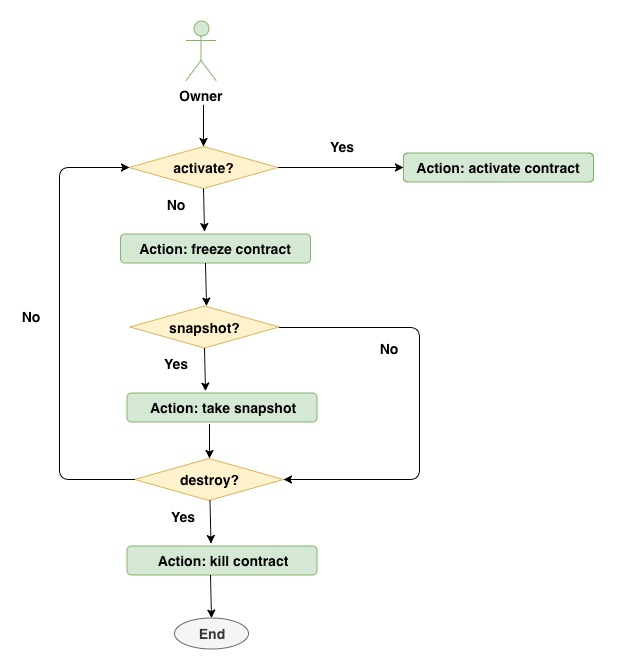 Owner
activate?
Yes
Action: activate contract
No
Action: freeze contract
No
snapshot?
No
Yes
Action: take snapshot
destroy?
Yes
Action: kill contract
End